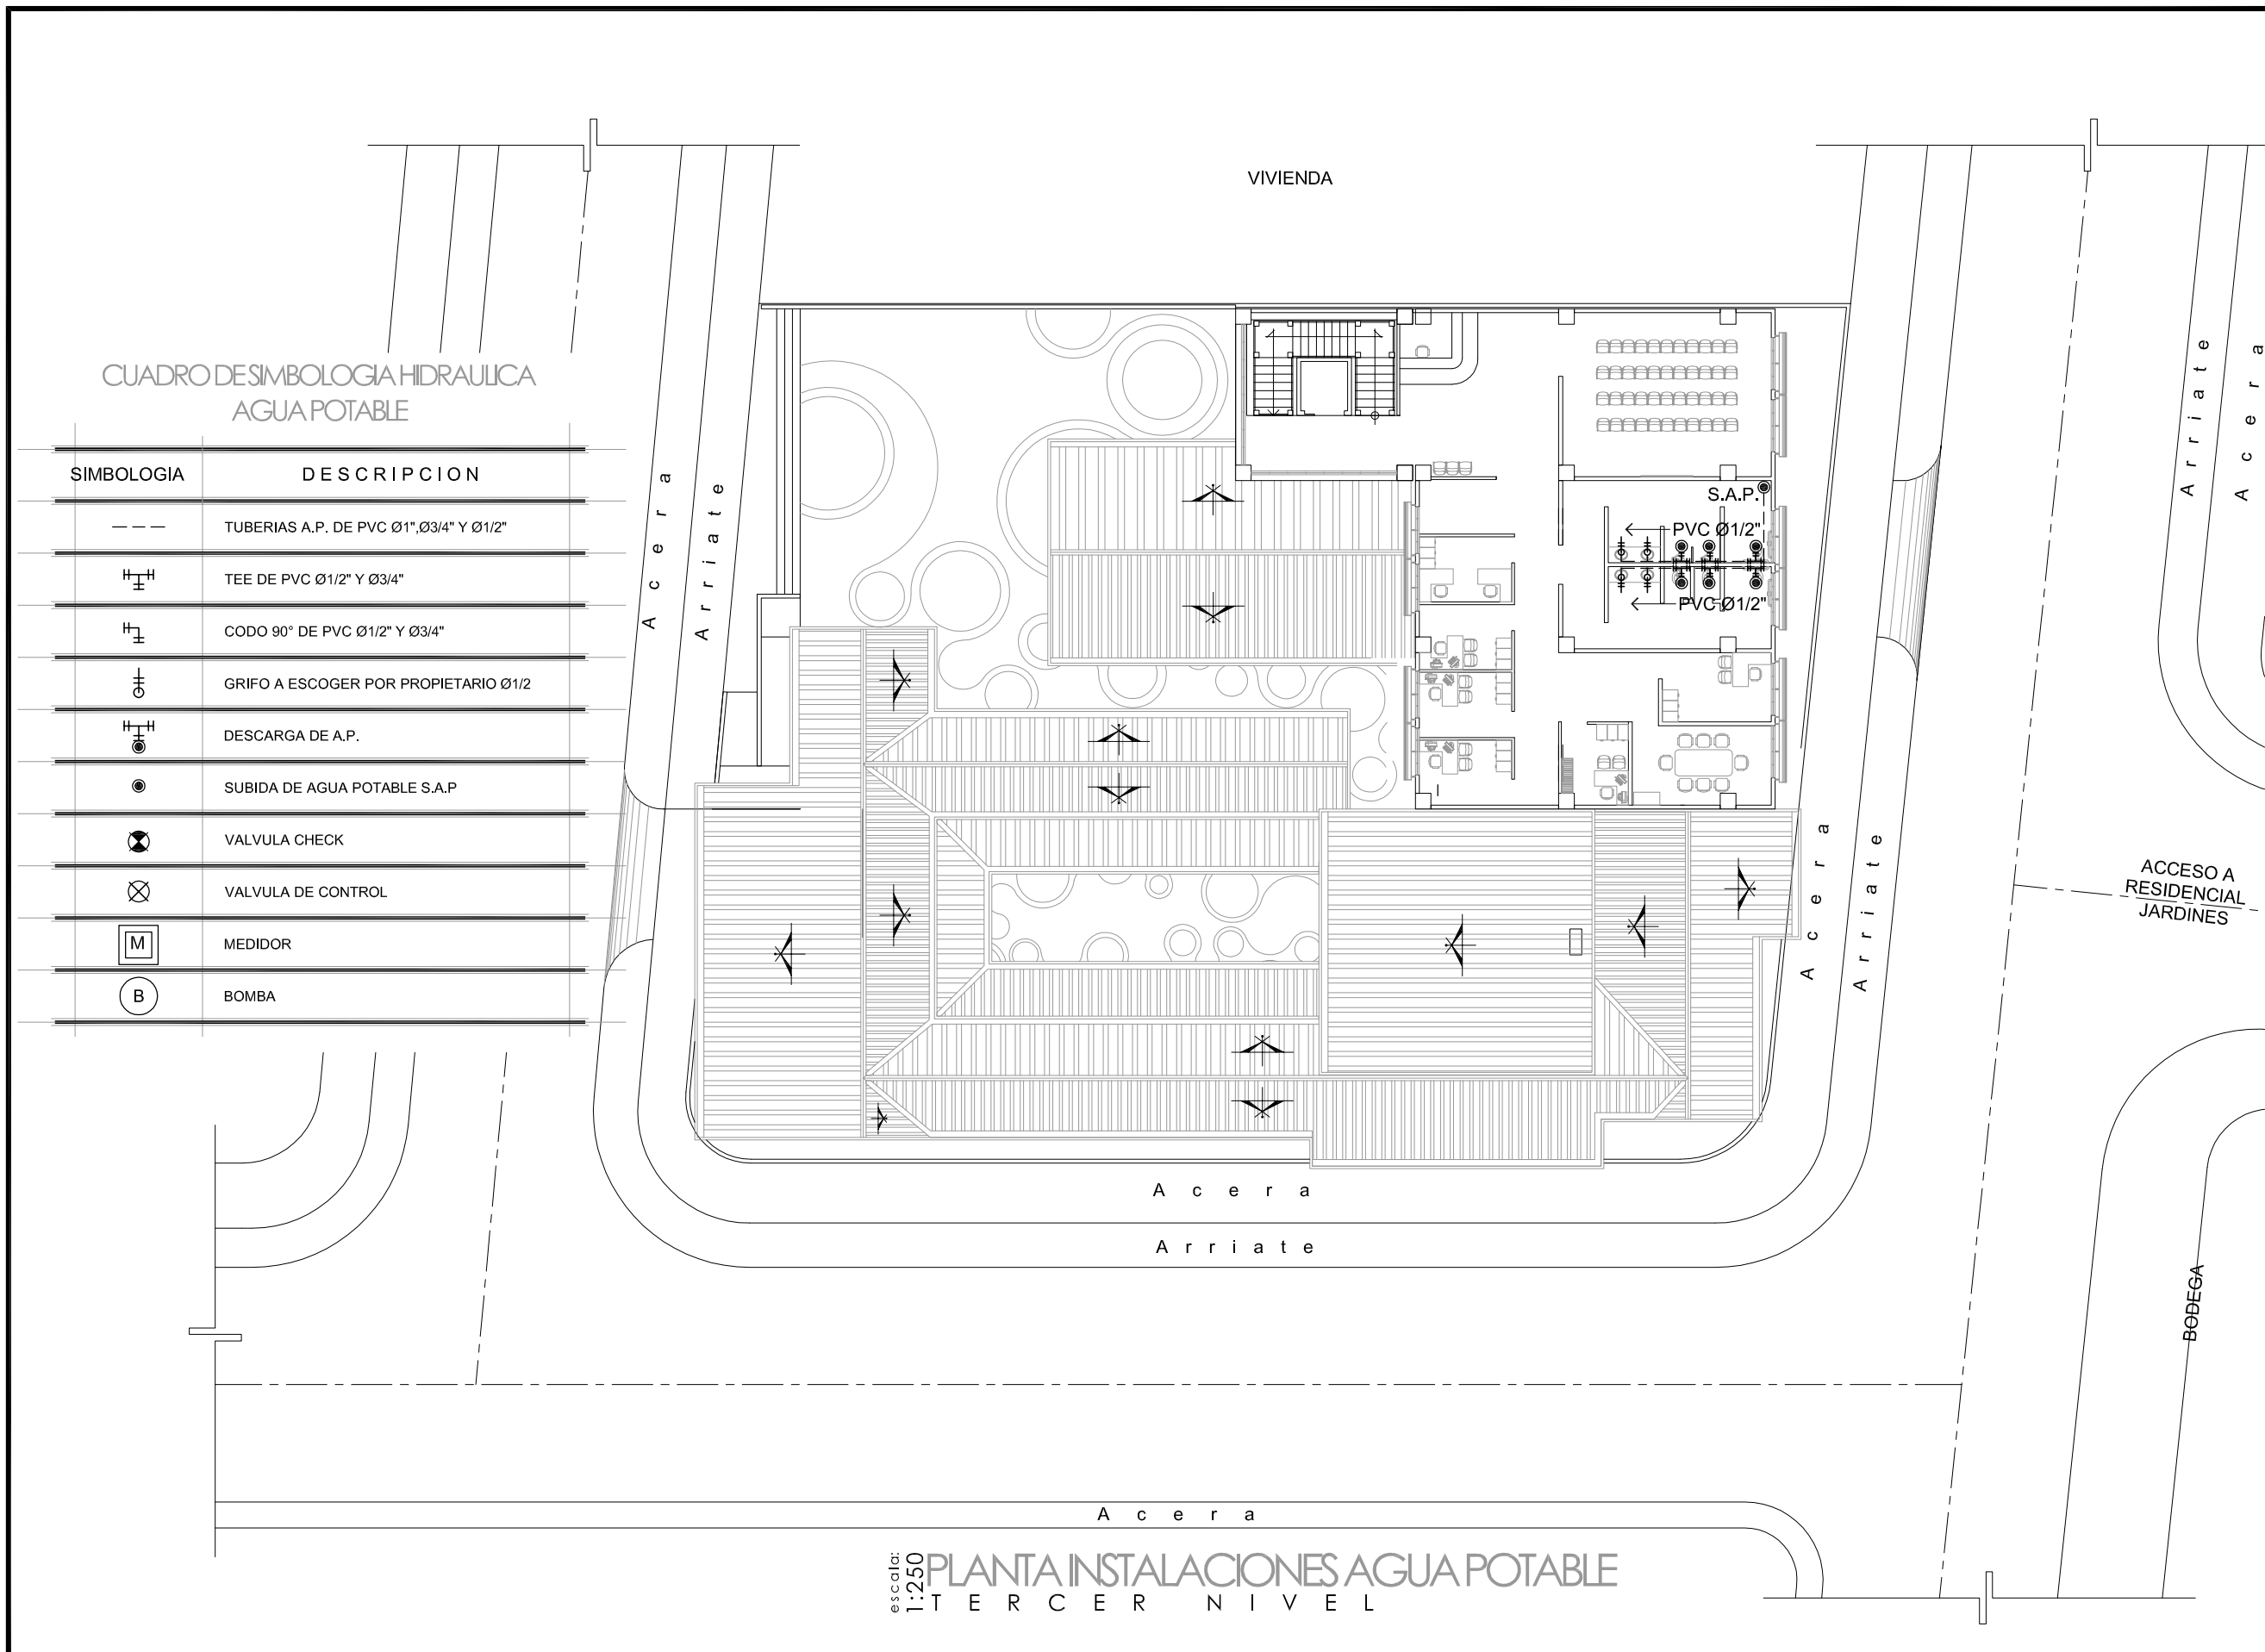 VIVIENDA
CUADRO DE SIMBOLOGIA HIDRAULICA
AGUA POTABLE
SIMBOLOGIA DESCRIPCION
TUBERIAS A.P. DE PVC Ø1",Ø3/4" Y Ø1/2"
TEE DE PVC Ø1/2" Y Ø3/4"
CODO 90° DE PVC Ø1/2" Y Ø3/4"
GRIFO A ESCOGER POR PROPIETARIO Ø1/2
DESCARGA DE A.P.
SUBIDA DE AGUA POTABLE S.A.P
VALVULA CHECK
VALVULA DE CONTROL
M MEDIDOR
B BOMBA
Acera
Arriate
S.A.P.
PVC Ø1/2"
PVC Ø1/2"
Arriate
Acera
Acera
Arriate
ACCESO A
RESIDENCIAL
JARDINES
Acera
Arriate
BODEGA
Acera
escala:
1:250
PLANTA INSTALACIONES AGUA POTABLE
TERCER NIVEL